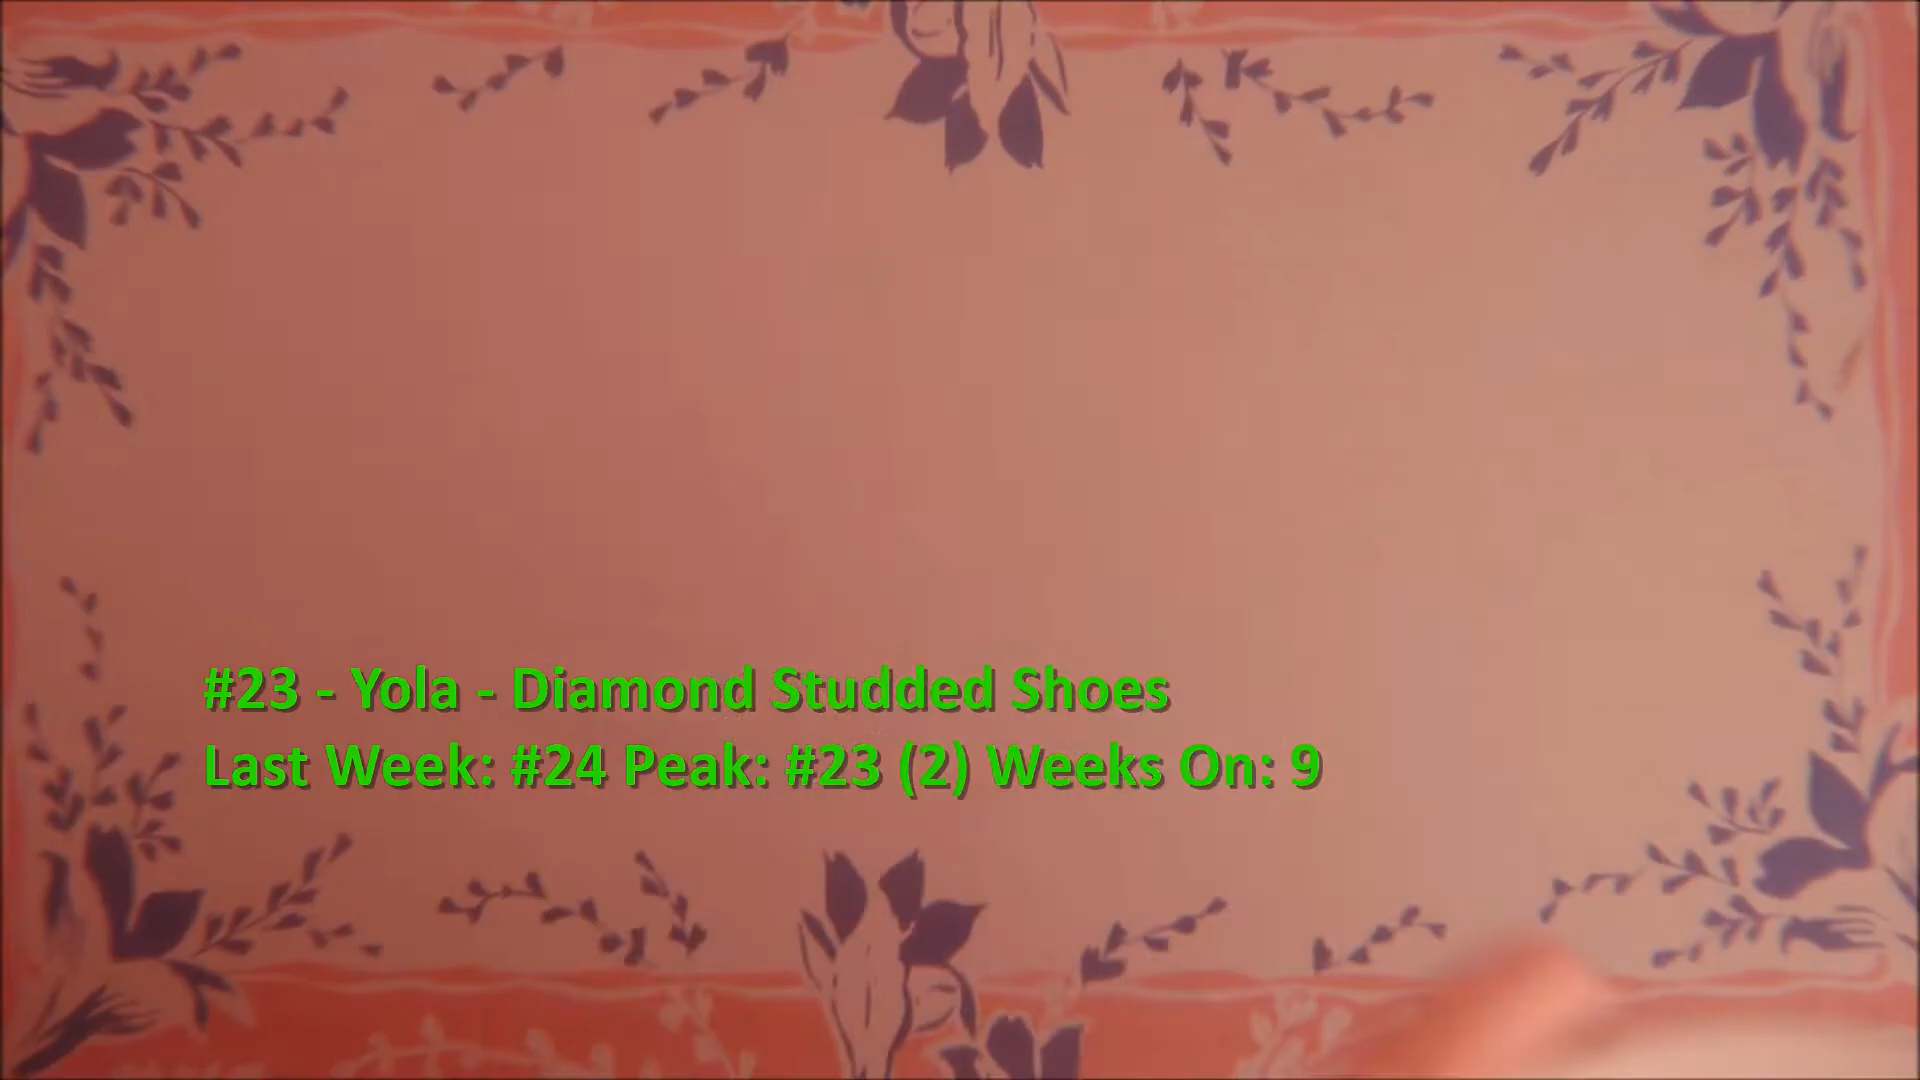 #23 - Yola - Diamond Studded Shoes
Last Week: #24 Peak: #23 (2) Weeks On: 9